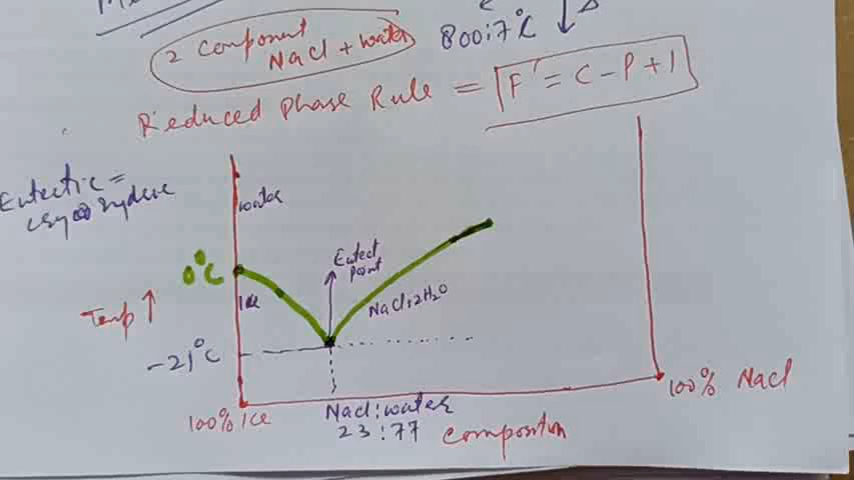 800.7°C
2 component
Nacl + water
Reduced Phase Rule = F' = C - P + 1
Eutectic =
water
0°C
Eutect
point
Ice
Nacl.2H₂O
Temp ↑
-21°C
100% Nacl
100% Ice
Nacl:water
23:77
Composition